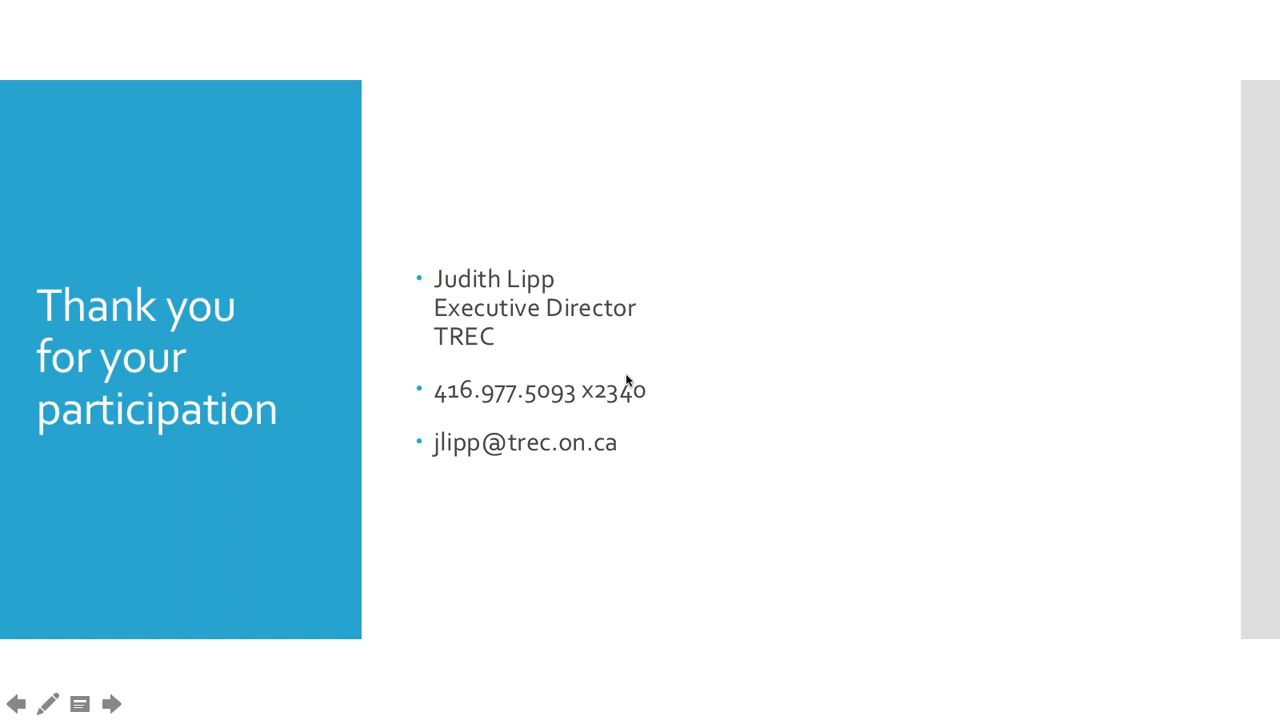 Thank you
for your
participation
• Judith Lipp
Executive Director
TREC
• 416.977.5093 x2340
• jlipp@trec.on.ca